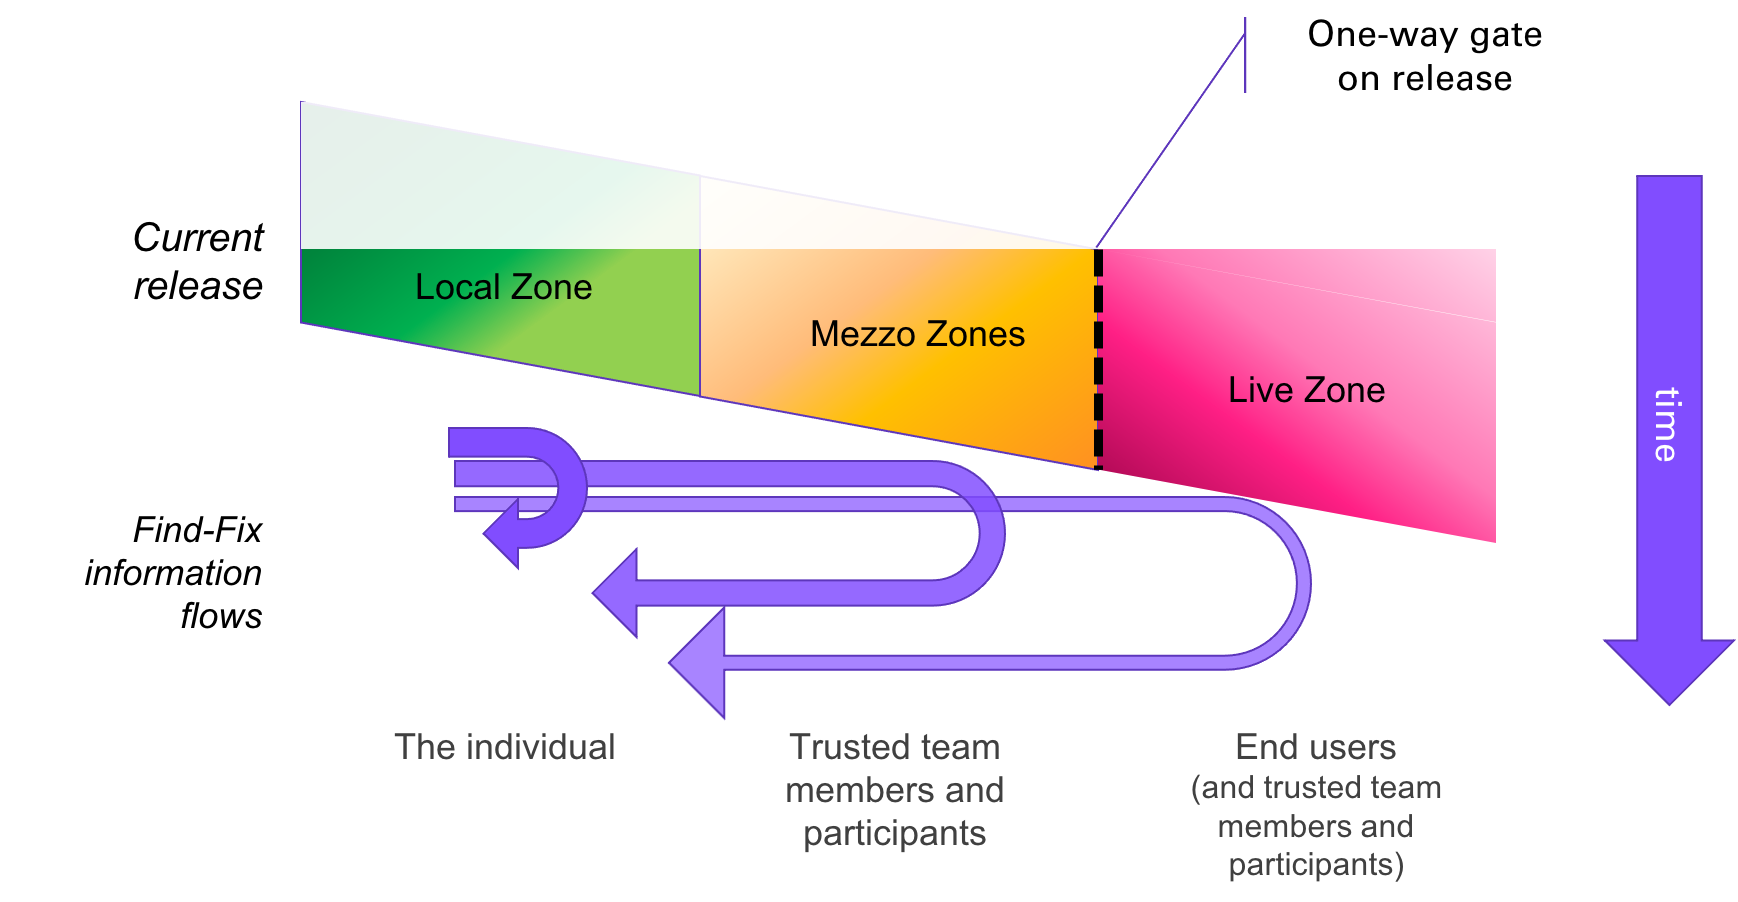 One-way gate
on release
Current
release
Local Zone
Mezzo Zones
Live Zone
time
Find-Fix
information
flows
The individual
Trusted team
members and
participants
End users
(and trusted team
members and
participants)